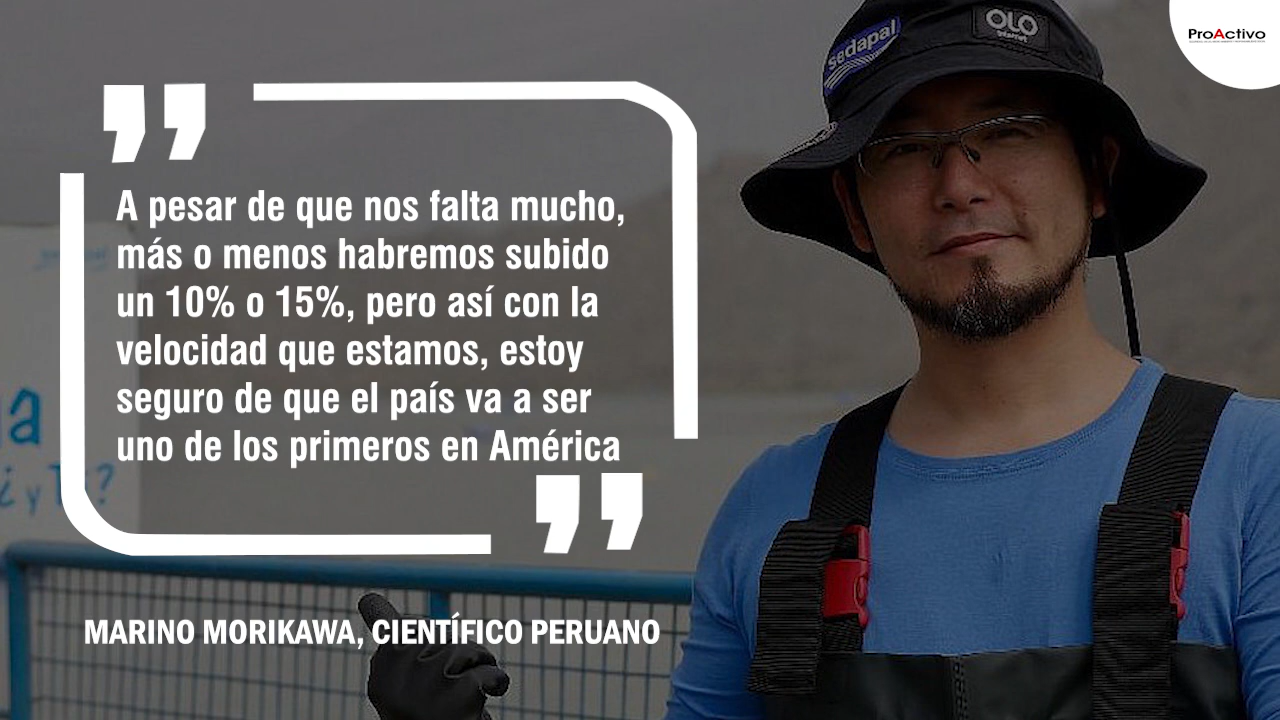 sedapal
OLO
Internet
ProActivo
A pesar de que nos falta mucho,
más o menos habremos subido
un 10% o 15%, pero así con la
velocidad que estamos, estoy
seguro de que el país va a ser
uno de los primeros en América
MARINO MORIKAWA, CIENTÍFICO PERUANO